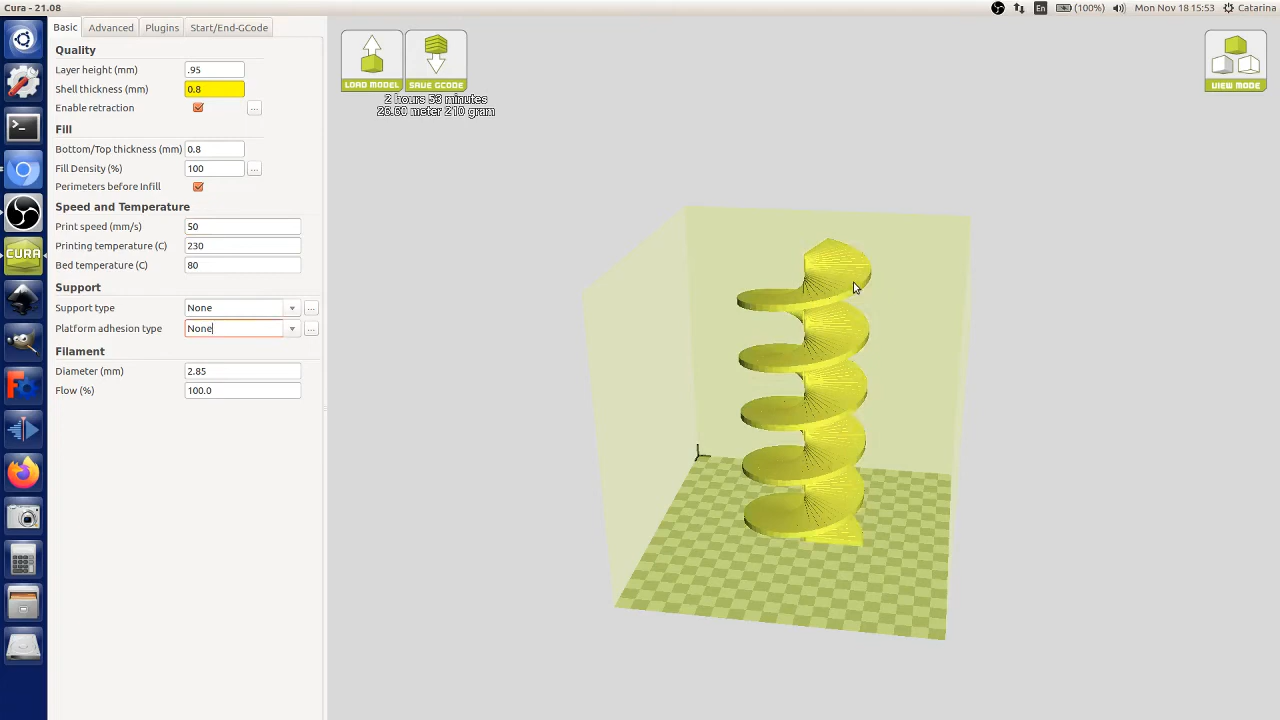 Cura - 21.08
En
(100%)
Mon Nov 18 15:53
Catarina
Basic
Advanced
Plugins
Start/End-GCode
Quality
Layer height (mm)
.95
Shell thickness (mm)
0.8
Enable retraction
...
Fill
Bottom/Top thickness (mm)
0.8
Fill Density (%)
100
...
Perimeters before Infill
Speed and Temperature
Print speed (mm/s)
50
Printing temperature (C)
230
Bed temperature (C)
80
Support
Support type
None
...
Platform adhesion type
None
...
Filament
Diameter (mm)
2.85
Flow (%)
100.0
LOAD MODEL
SAVE GCODE
2 hours 53 minutes
26.60 meter 210 gram
VIEW MODE
CURA